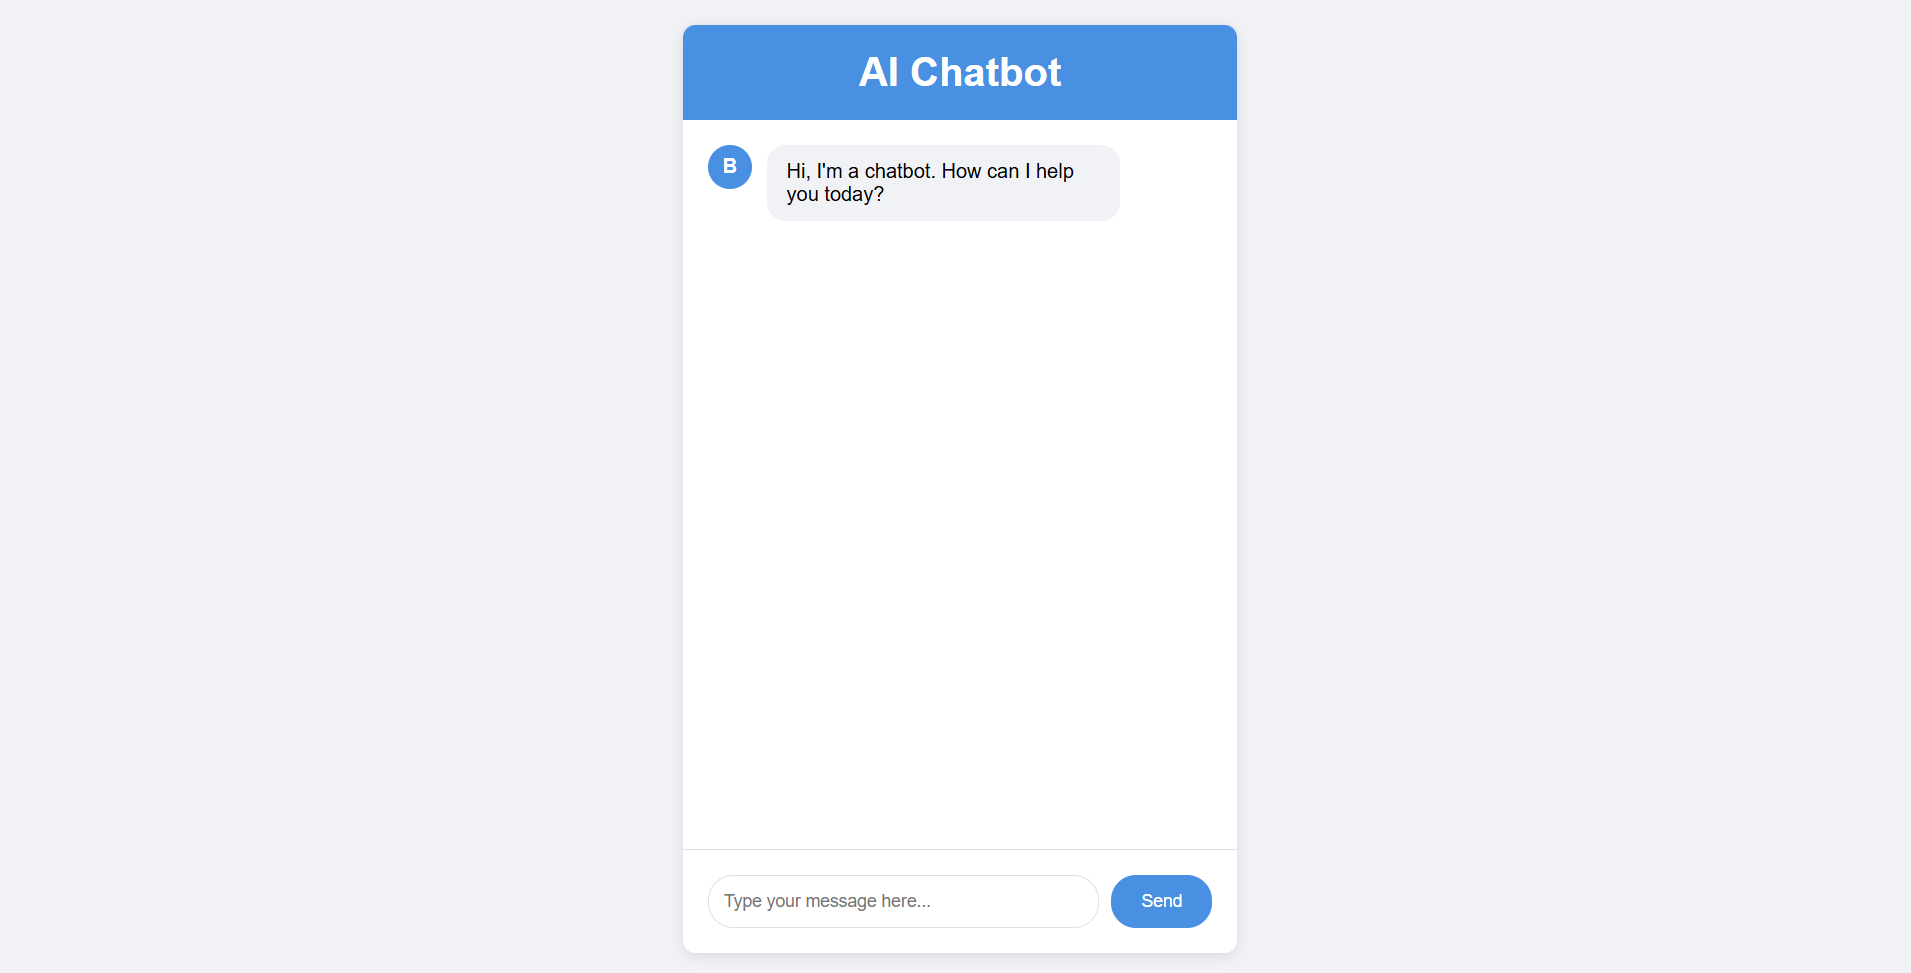 AI Chatbot
B
Hi, I'm a chatbot. How can I help
you today?
Type your message here...
Send